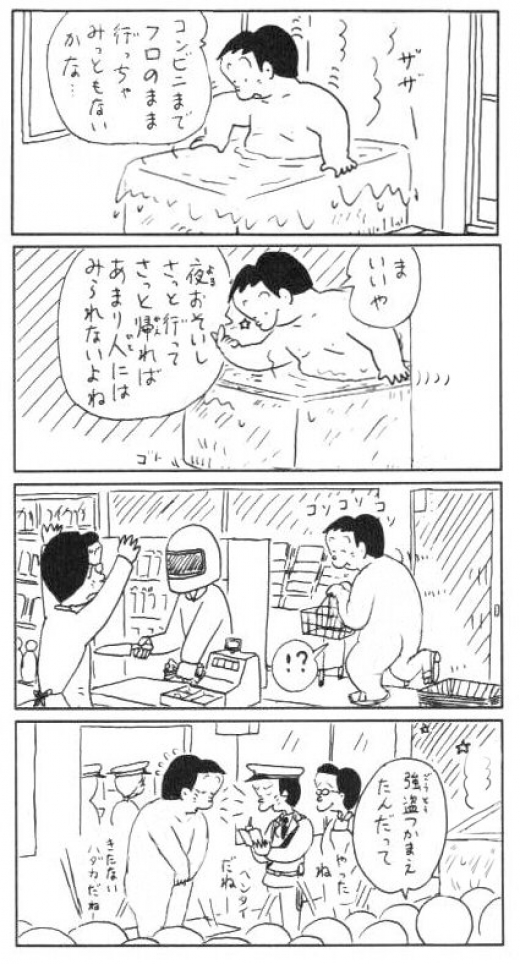 ザザー
コンビニまで
フロのまま
行っちゃ
みっともない
かな…
ま
いいや
夜おそいし
さっと行って
さっと帰れば
あまり人には
みられないよね
ゴト
コソ
コソ
コソ
!?
強盗つかまえ
たんだって
やった
ねー
ヘンタイ
だねー
きたない
ハダカだねー